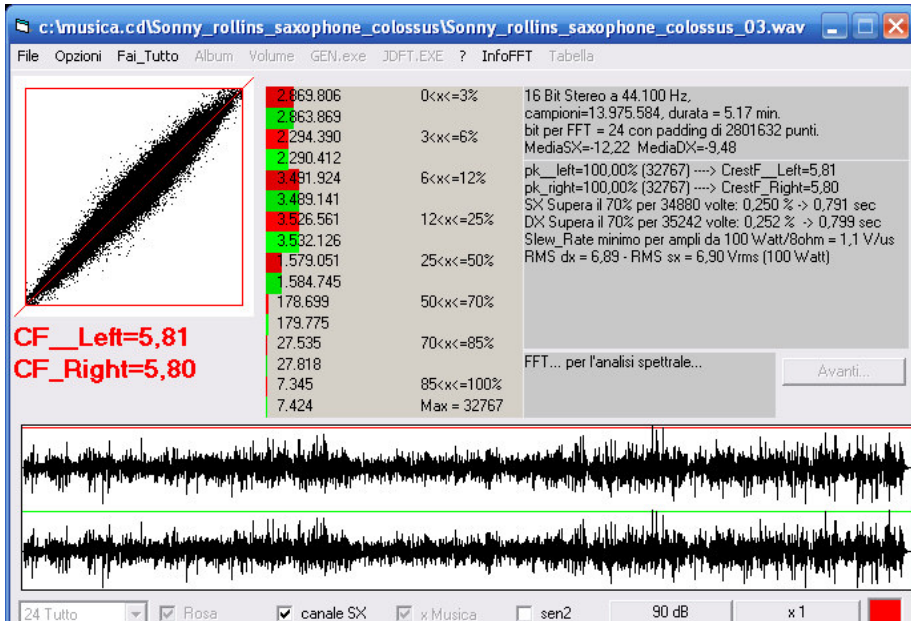 c:\musica.cd\Sonny_rollins_saxophone_colossus\Sonny_rollins_saxophone_colossus_03.wav
File Opzioni Fai_Tutto Album Volume GEN.exe JDFT.EXE ? InfoFFT Tabella
2.869.806 0<x<=3%
2.863.869
2.294.390 3<x<=6%
2.290.412
3.491.924 6<x<=12%
3.489.141
3.526.561 12<x<=25%
3.532.126
1.579.051 25<x<=50%
1.584.745
178.699 50<x<=70%
179.775
27.535 70<x<=85%
27.818
7.345 85<x<=100%
7.424 Max = 32767
16 Bit Stereo a 44.100 Hz,
campioni=13.975.584, durata = 5.17 min.
bit per FFT = 24 con padding di 2801632 punti.
MediaSX=-12,22 MediaDX=-9,48
pk__left=100,00% (32767) ----> CrestF__Left=5,81
pk_right=100,00% (32767) ----> CrestF_Right=5,80
SX Supera il 70% per 34880 volte: 0,250 % -> 0,791 sec
DX Supera il 70% per 35242 volte: 0,252 % -> 0,799 sec
Slew_Rate minimo per ampli da 100 Watt/8ohm = 1,1 V/us
RMS dx = 6,89 - RMS sx = 6,90 Vrms (100 Watt)
CF__Left=5,81
CF_Right=5,80
FFT... per l'analisi spettrale...
Avanti...
24 Tutto Rosa canale SX x Musica sen2 90 dB x 1